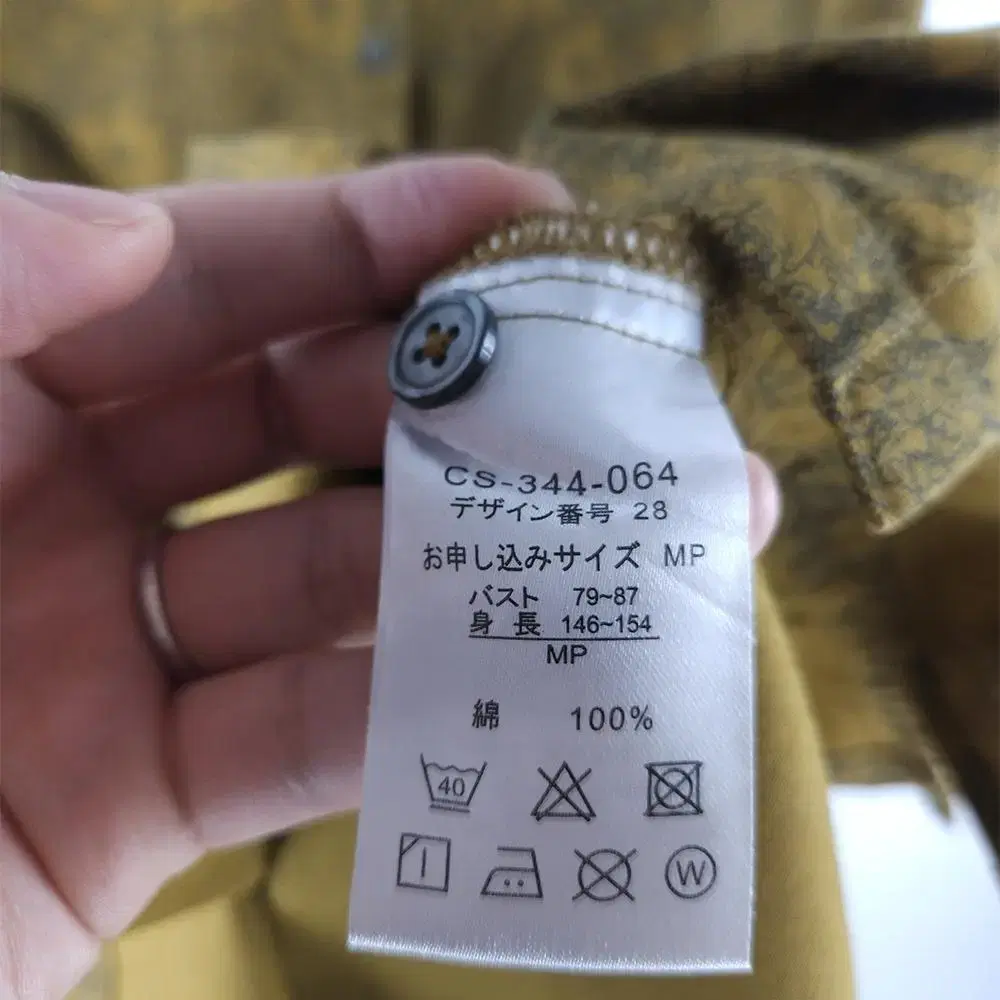 CS-344-064
デザイン番号 28
お申し込みサイズ MP
バスト 79~87
身 長 146~154
MP
綿 100%
40
W